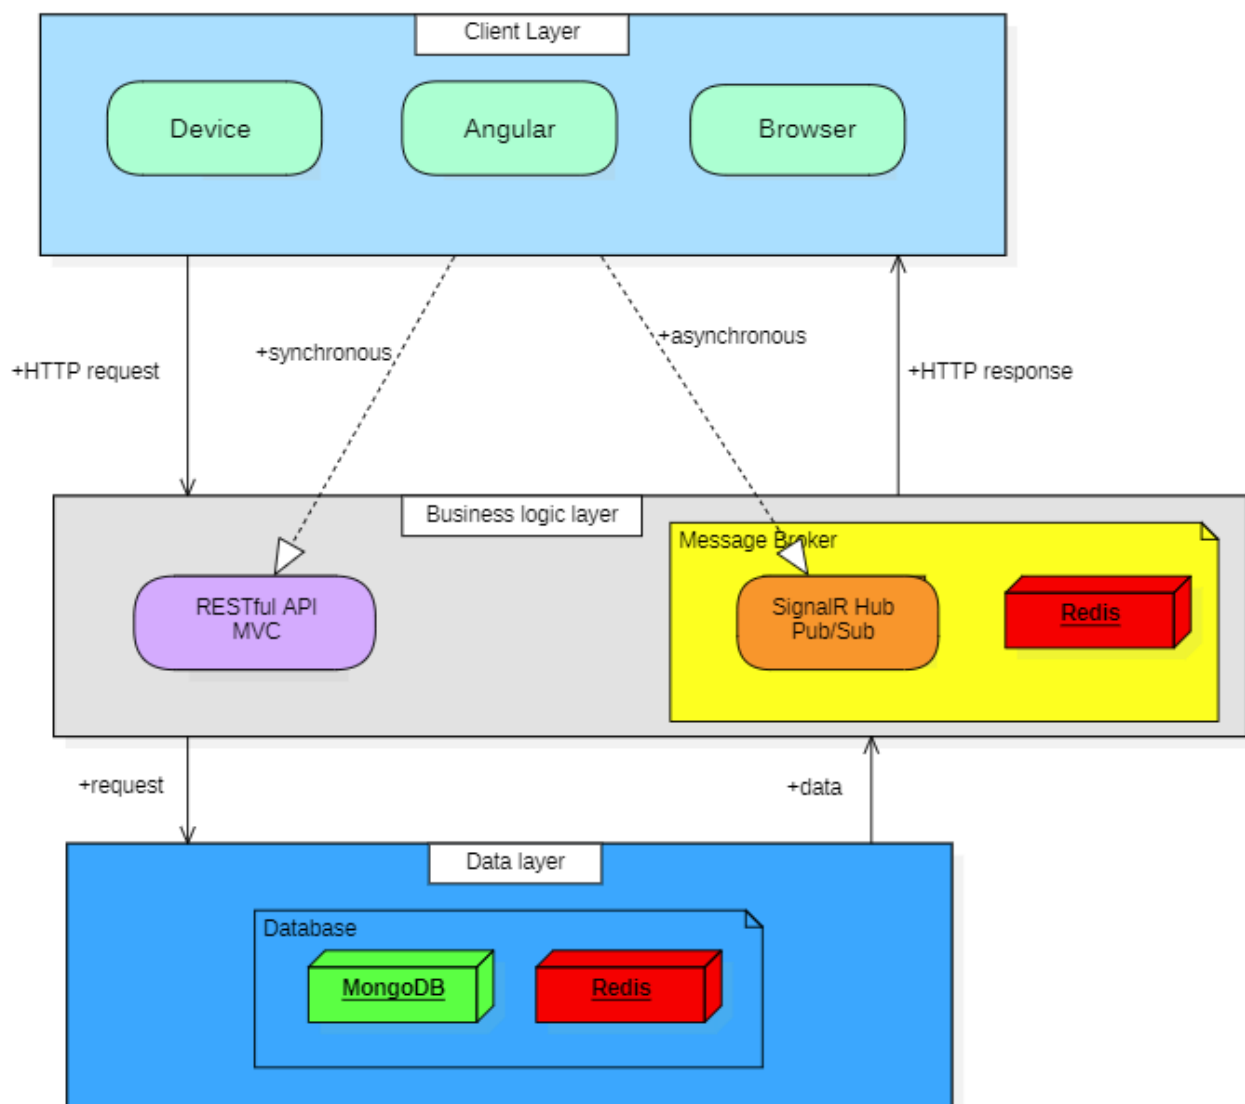 Client Layer
Device
Angular
Browser
+synchronous
+asynchronous
+HTTP request
+HTTP response
Business logic layer
Message Broker
RESTful API
MVC
SignalR Hub
Pub/Sub
Redis
+request
+data
Data layer
Database
MongoDB
Redis